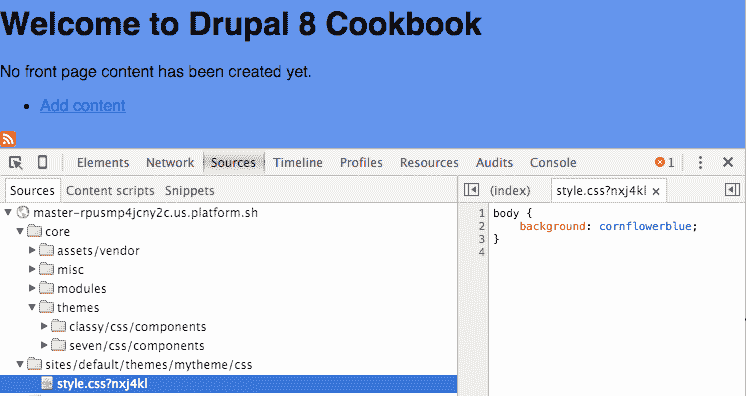 Welcome to Drupal 8 Cookbook
No front page content has been created yet.
Add content
Elements Network Sources Timeline Profiles Resources Audits Console 1
Sources Content scripts Snippets
(index) style.css?nxj4kl
master-rpusmp4jcny2c.us.platform.sh
core
assets/vendor
misc
modules
themes
classy/css/components
seven/css/components
sites/default/themes/mytheme/css
style.css?nxj4kl
1 body {
2 background: cornflowerblue;
3 }
4